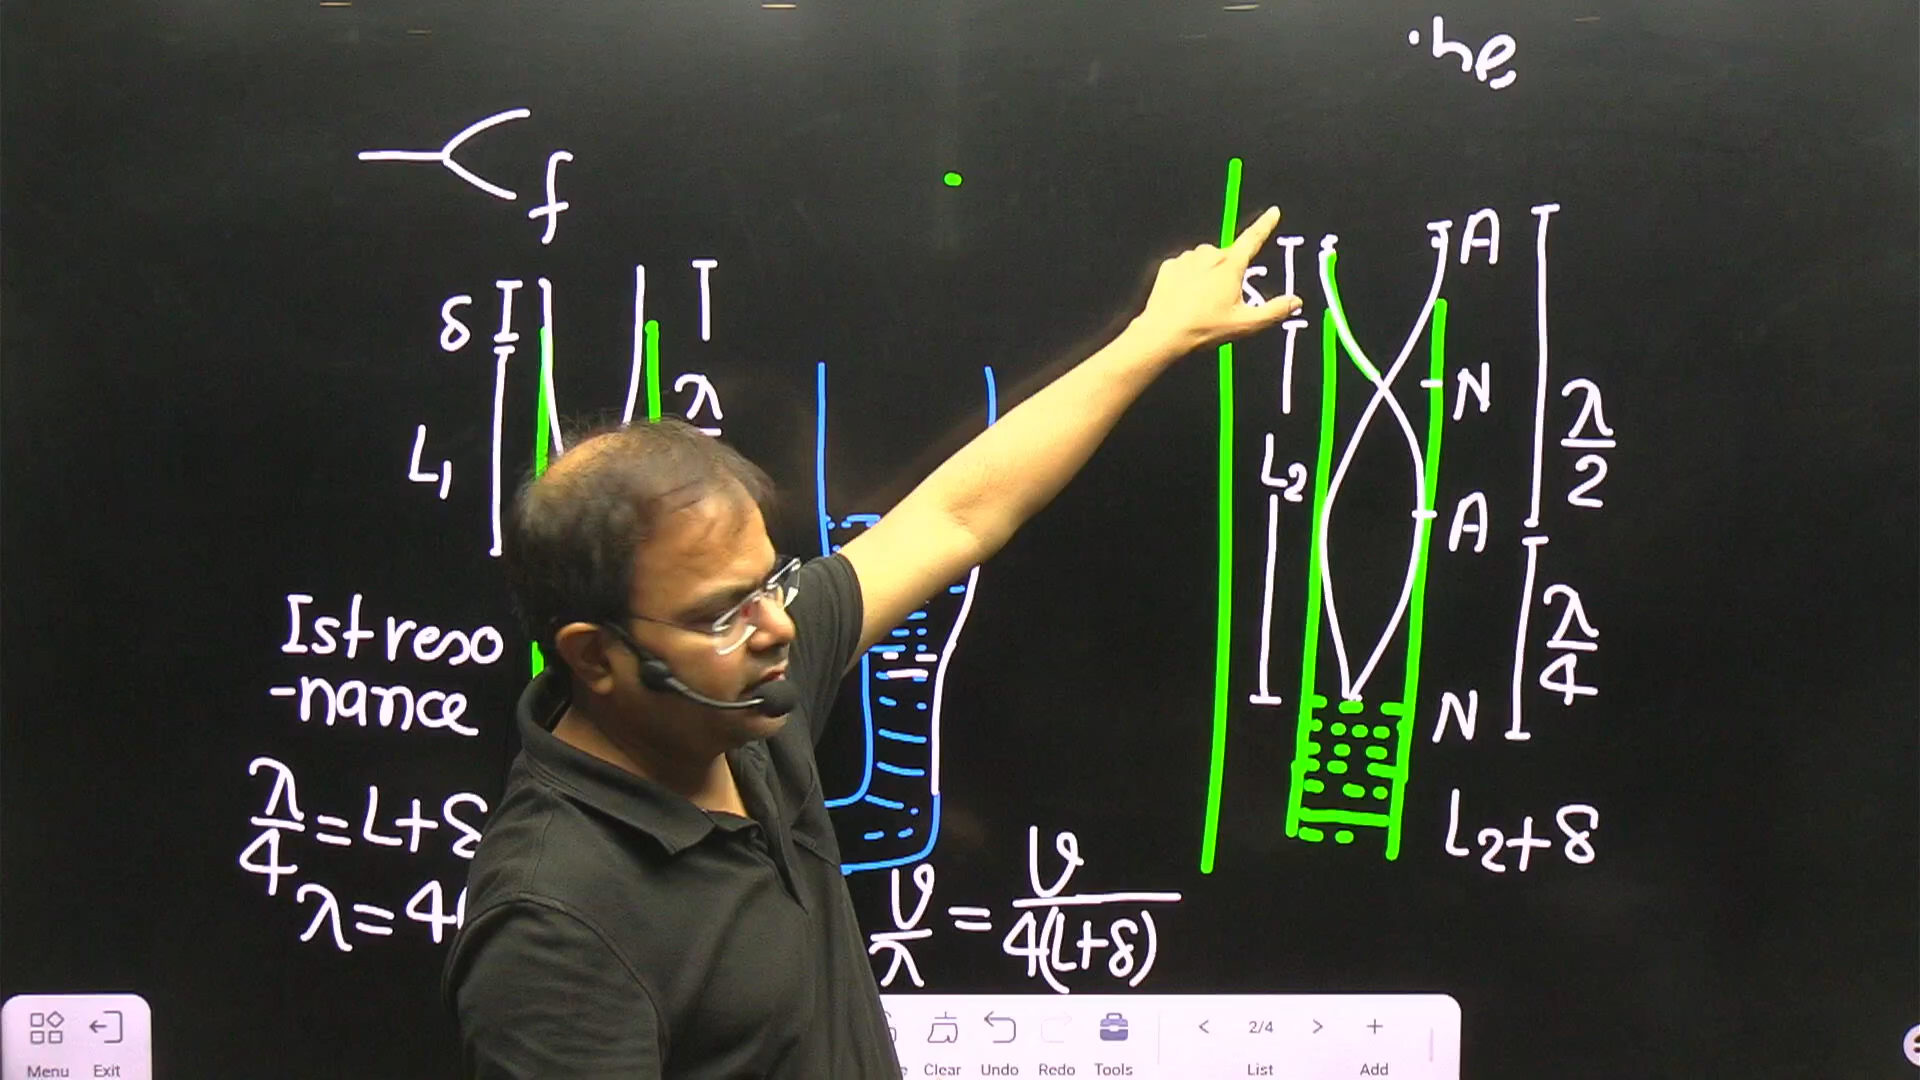 he
f
δ
L1
λ
Ist reso
-nance
λ/4 = L+δ
λ = 4(
v/λ = v/4(L+δ)
δ
L2
A
N
A
N
λ/2
λ/4
L2+δ
Menu
Exit
Clear
Undo
Redo
Tools
<
2/4
>
+
List
Add